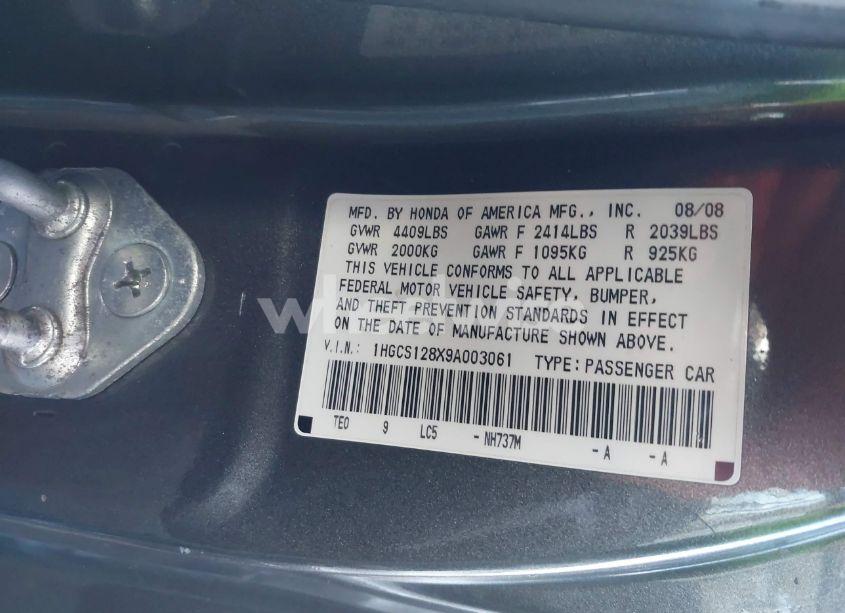 MFD. BY HONDA OF AMERICA MFG., INC. 08/08
GVWR 4409LBS GAWR F 2414LBS R 2039LBS
GVWR 2000KG GAWR F 1095KG R 925KG
THIS VEHICLE CONFORMS TO ALL APPLICABLE
FEDERAL MOTOR VEHICLE SAFETY, BUMPER,
AND THEFT PREVENTION STANDARDS IN EFFECT
ON THE DATE OF MANUFACTURE SHOWN ABOVE.
V.I.N.: 1HGCS128X9A003061 TYPE: PASSENGER CAR
TE0 9 LC5 - NH737M - A - A